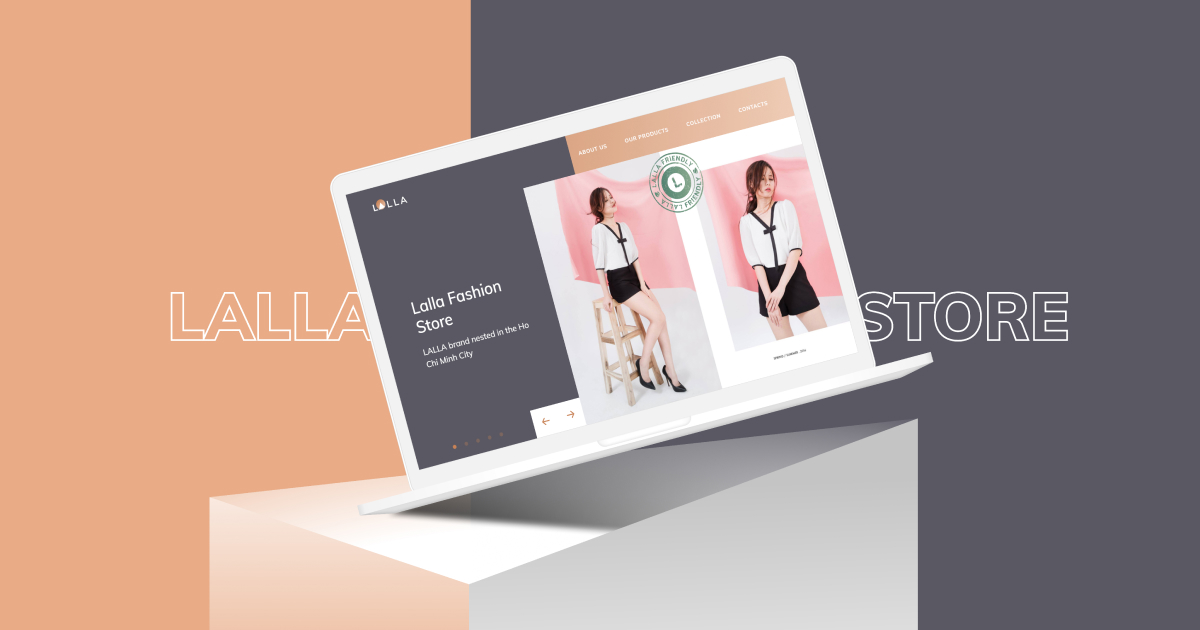 LALLA STORE
LALLA
ABOUT US
OUR PRODUCTS
COLLECTION
CONTACTS
LALLA FRIENDLY
LALLA FRIENDLY
L
Lalla Fashion
Store
LALLA brand nested in the Ho
Chi Minh City